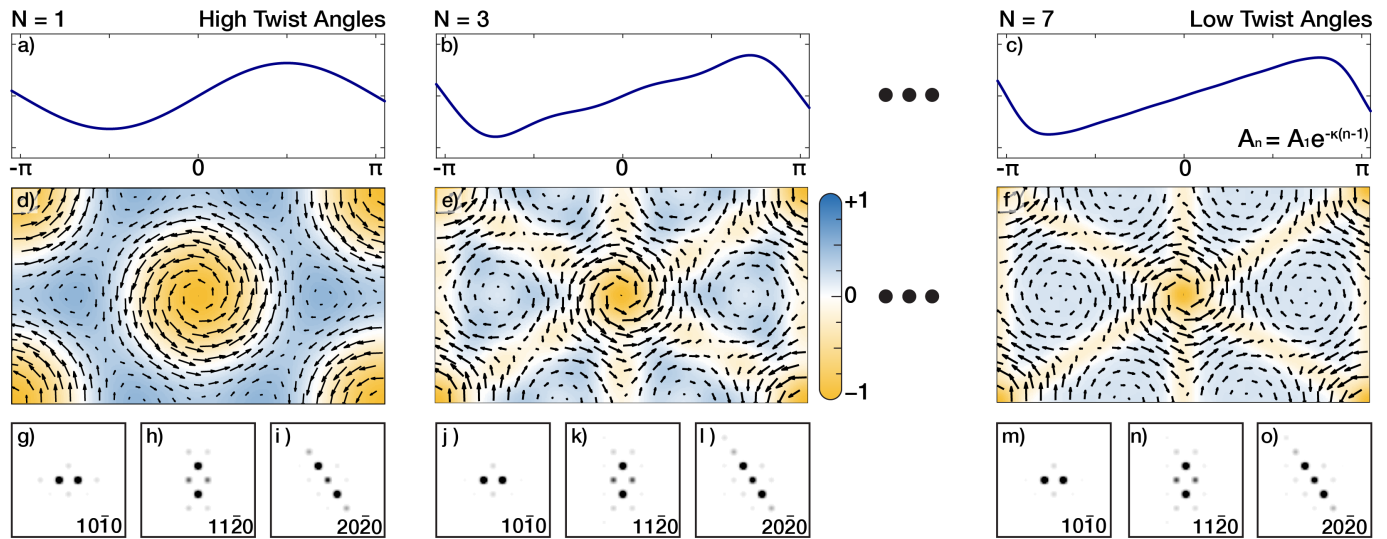 N = 1 High Twist Angles N = 3 N = 7 Low Twist Angles
a) b) c)
Aₙ = A₁e^-κ(n-1)
-π 0 π -π 0 π -π 0 π
d) e) +1 f)
0
-1
g) h) i) j) k) l) m) n) o)
101̅0 112̅0 202̅0 101̅0 112̅0 202̅0 101̅0 112̅0 202̅0